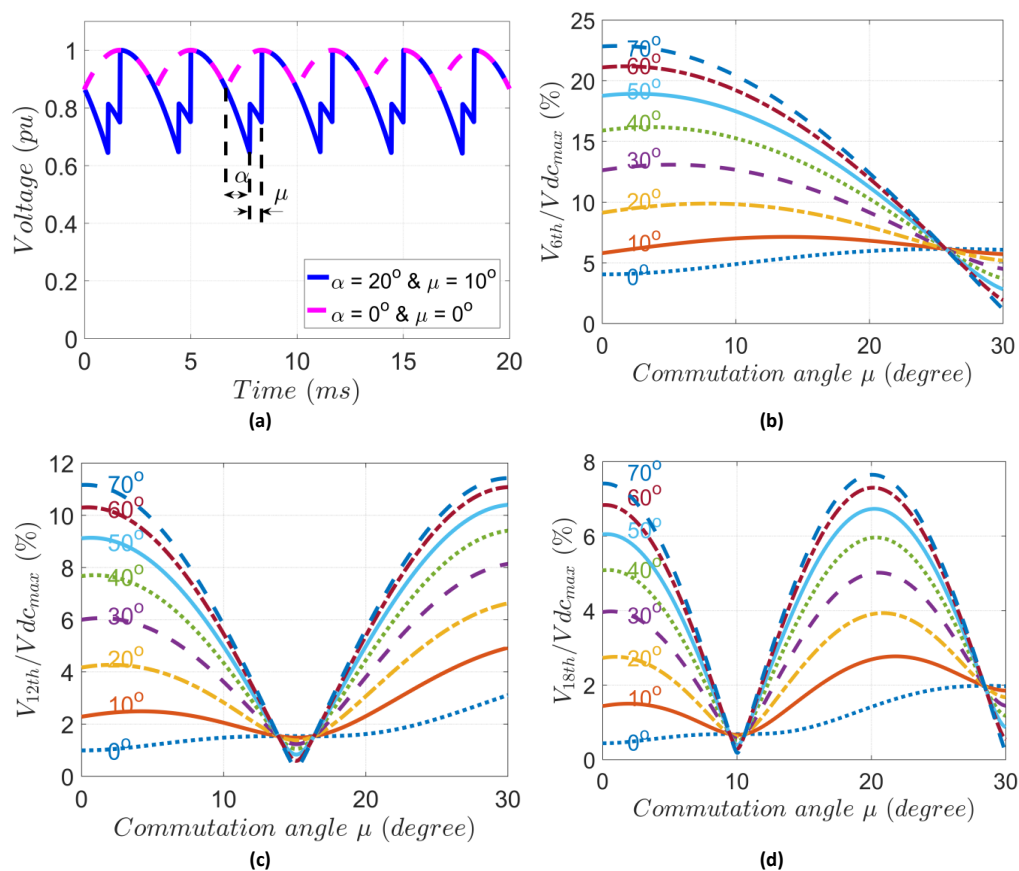 Voltage (pu)
1
0.8
0.6
0.4
0.2
0
α
μ
α = 20° & μ = 10°
α = 0° & μ = 0°
0 5 10 15 20
Time (ms)
(a)
V6th/Vdcmax (%)
25
20
15
10
5
0
70°
60°
50°
40°
30°
20°
10°
0°
0 10 20 30
Commutation angle μ (degree)
(b)
V12th/Vdcmax (%)
12
10
8
6
4
2
0
70°
60°
50°
40°
30°
20°
10°
0°
0 10 20 30
Commutation angle μ (degree)
(c)
V18th/Vdcmax (%)
8
6
4
2
0
70°
60°
50°
40°
30°
20°
10°
0°
0 10 20 30
Commutation angle μ (degree)
(d)